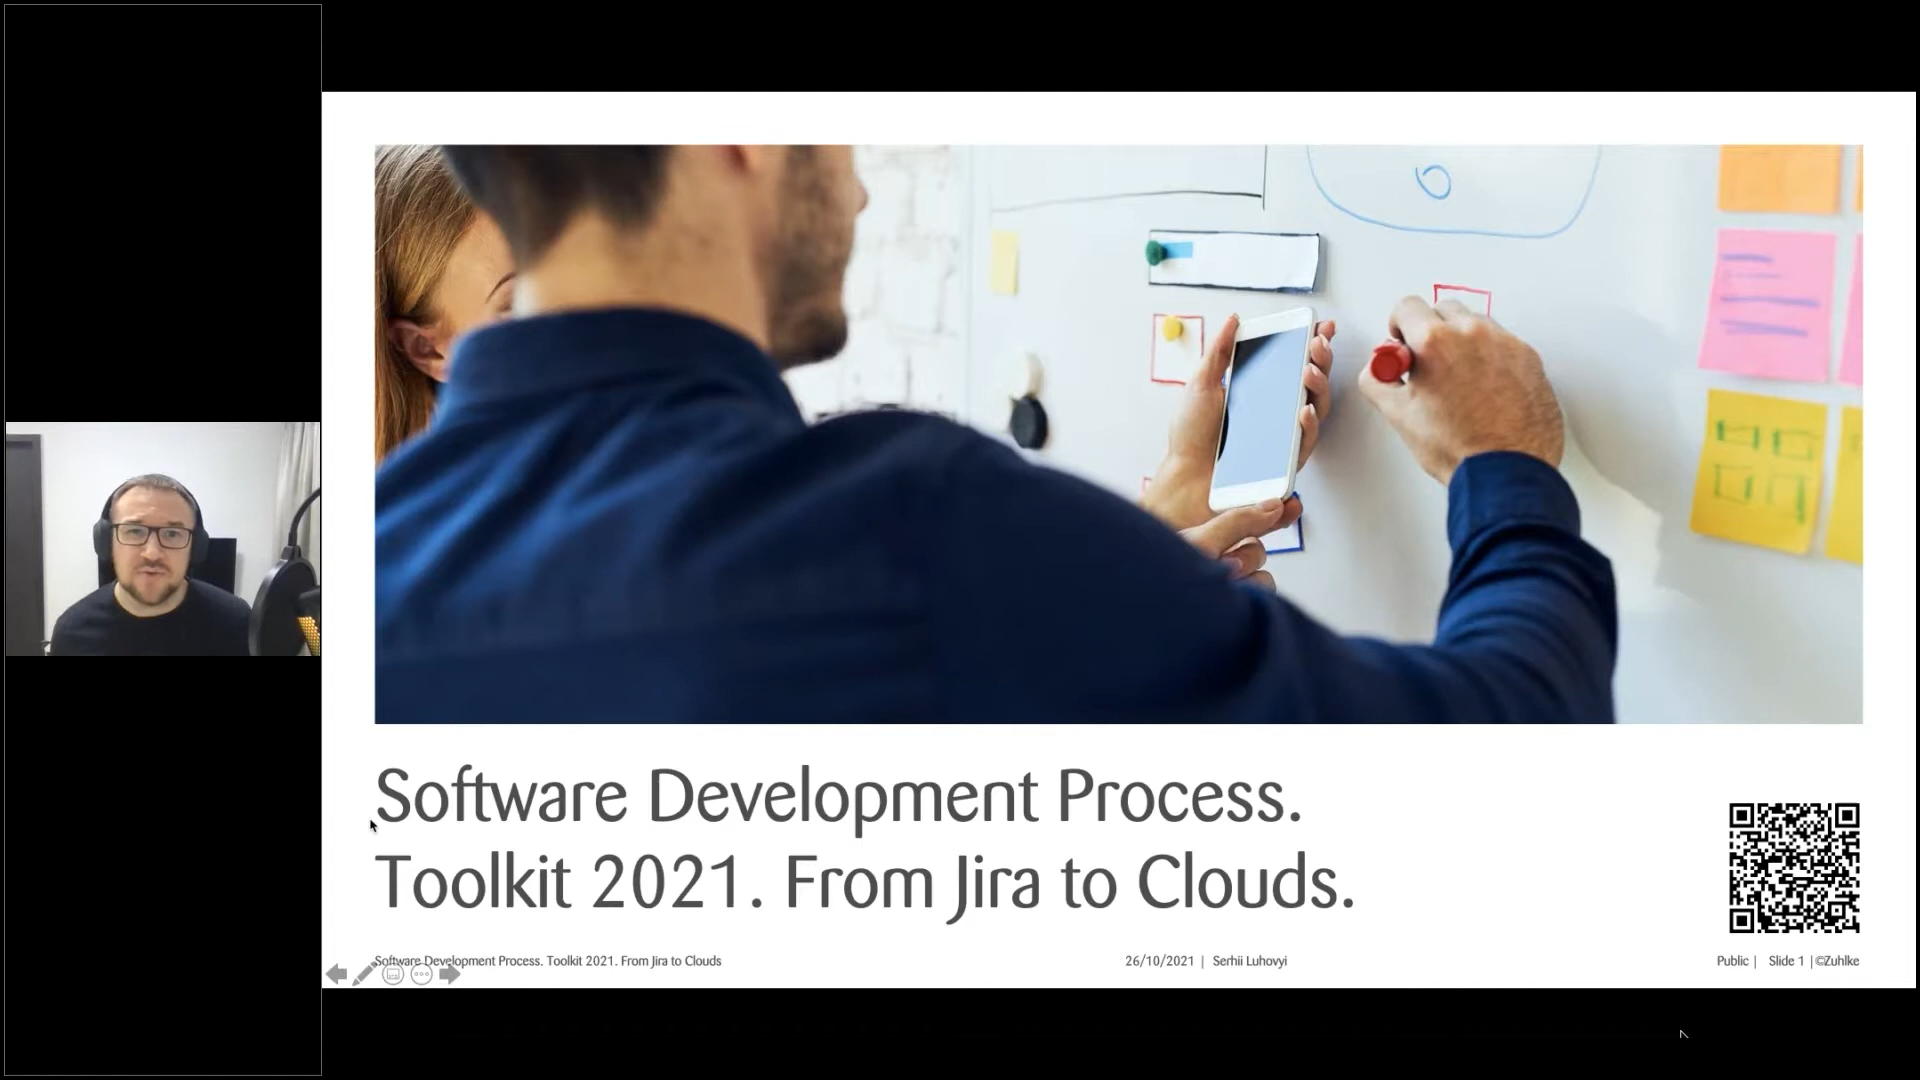 Software Development Process.
Toolkit 2021. From Jira to Clouds.
Software Development Process. Toolkit 2021. From Jira to Clouds
26/10/2021 | Serhii Luhovyi
Public | Slide 1 | ©Zuhlke